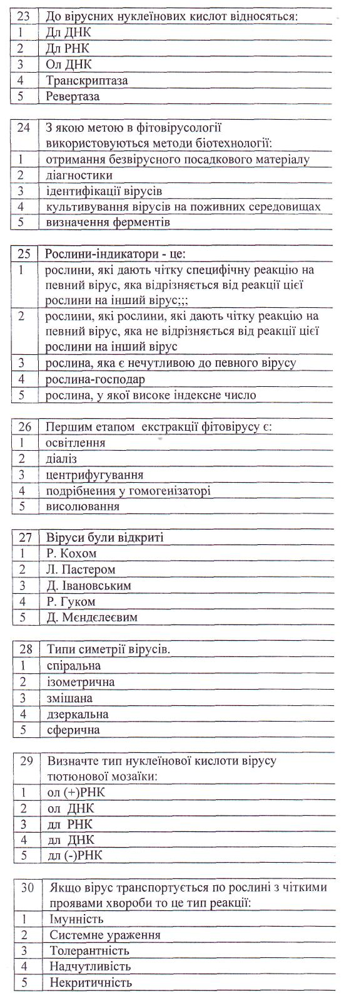 23 До вірусних нуклеїнових кислот відносяться:
1 Дл ДНК
2 Дл РНК
3 Ол ДНК
4 Транскриптаза
5 Ревертаза
24 З якою метою в фітовірусології
використовуються методи біотехнології:
1 отримання безвірусного посадкового матеріалу
2 діагностики
3 ідентифікації вірусів
4 культивування вірусів на поживних середовищах
5 визначення ферментів
25 Рослини-індикатори - це:
1 рослини, які дають чітку специфічну реакцію на
певний вірус, яка відрізняється від реакції цієї
рослини на інший вірус;;;
2 рослини, які рослини, які дають чітку реакцію на
певний вірус, яка не відрізняється від реакції цієї
рослини на інший вірус
3 рослина, яка є нечутливою до певного вірусу
4 рослина-господар
5 рослина, у якої високе індексне число
26 Першим етапом екстракції фітовірусу є:
1 освітлення
2 діаліз
3 центрифугування
4 подрібнення у гомогенізаторі
5 висолювання
27 Віруси були відкриті
1 Р. Кохом
2 Л. Пастером
3 Д. Івановським
4 Р. Гуком
5 Д. Мєндєлеєвим
28 Типи симетрії вірусів.
1 спіральна
2 ізометрична
3 змішана
4 дзеркальна
5 сферична
29 Визначте тип нуклеїнової кислоти вірусу
тютюнової мозаїки:
1 ол (+)РНК
2 ол ДНК
3 дл РНК
4 дл ДНК
5 дл (-)РНК
30 Якщо вірус транспортується по рослині з чіткими
проявами хвороби то це тип реакції:
1 Імунність
2 Системне ураження
3 Толерантність
4 Надчутливість
5 Некритичність